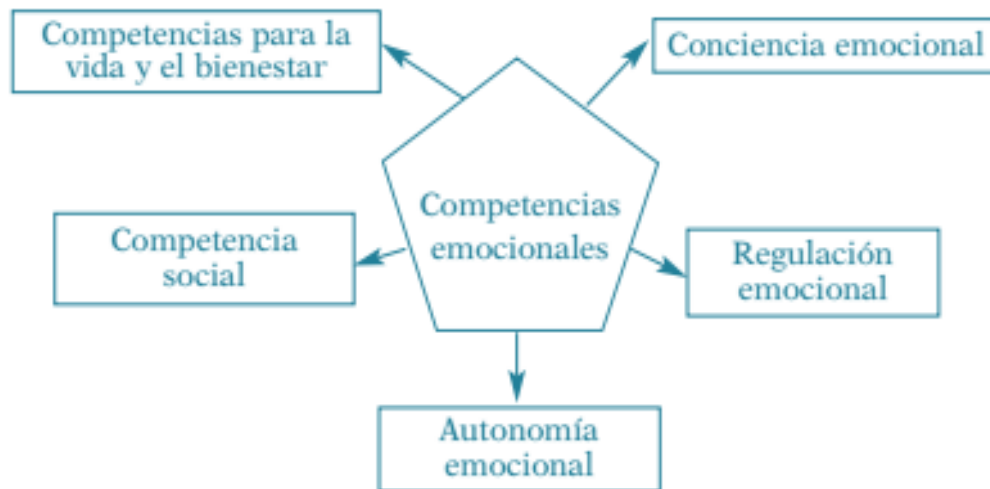 Competencias para la
vida y el bienestar
Conciencia emocional
Competencias
emocionales
Competencia
social
Regulación
emocional
Autonomía
emocional